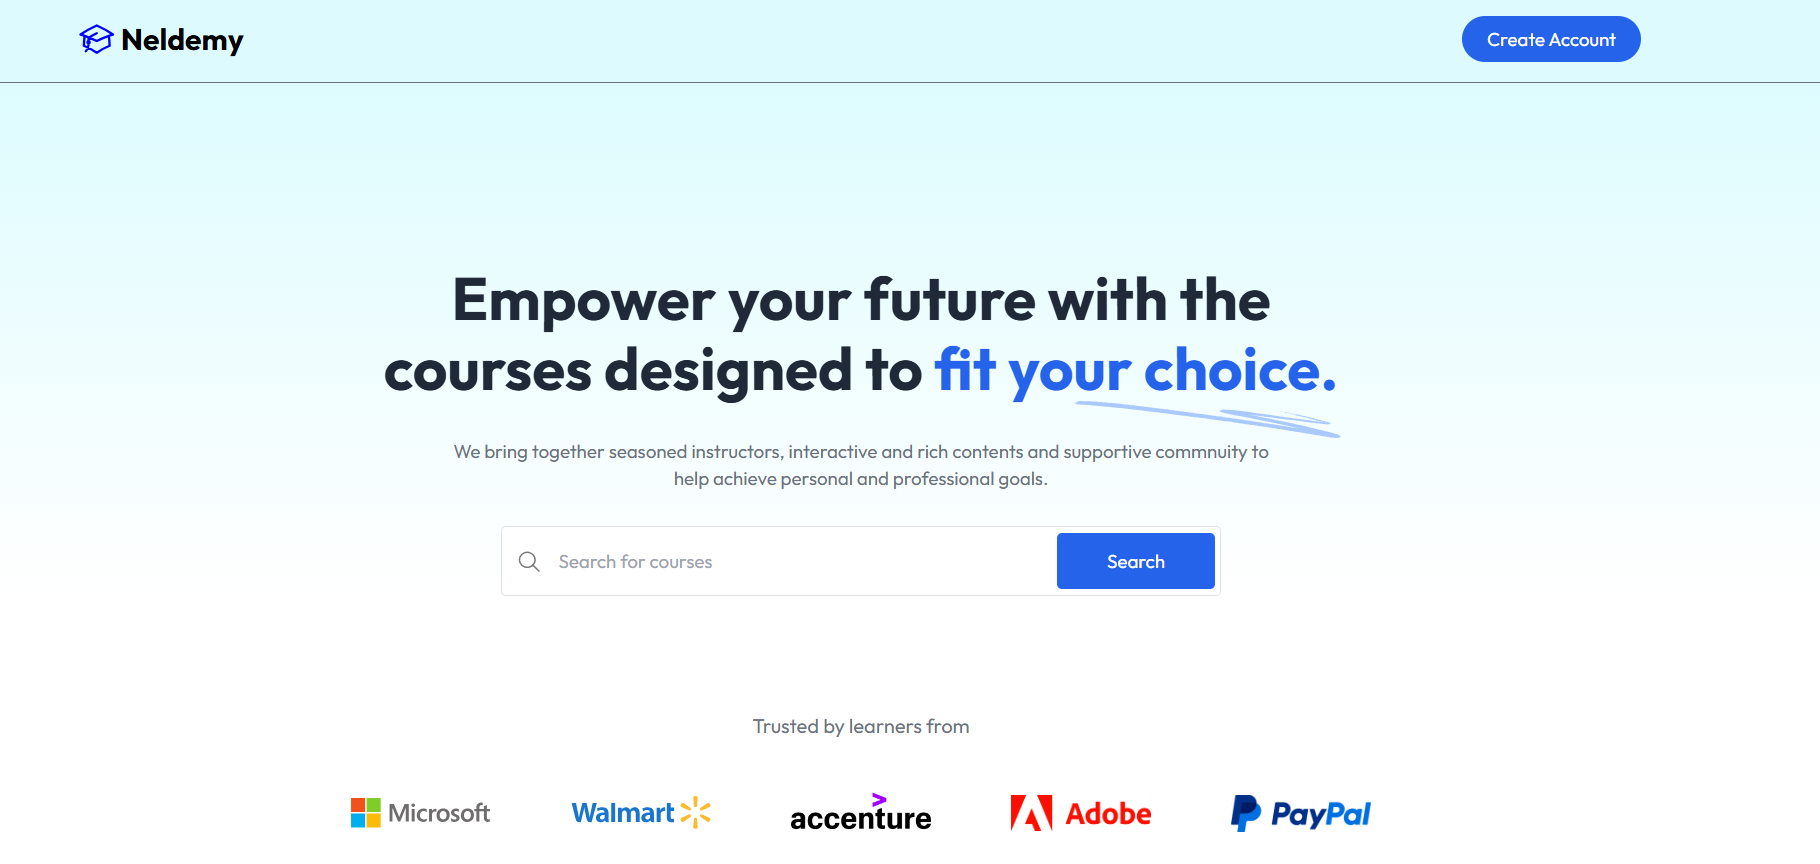 Neldemy
Create Account
Empower your future with the
courses designed to fit your choice.
We bring together seasoned instructors, interactive and rich contents and supportive commnuity to
help achieve personal and professional goals.
Search for courses
Search
Trusted by learners from
Microsoft
Walmart
accenture
Adobe
PayPal